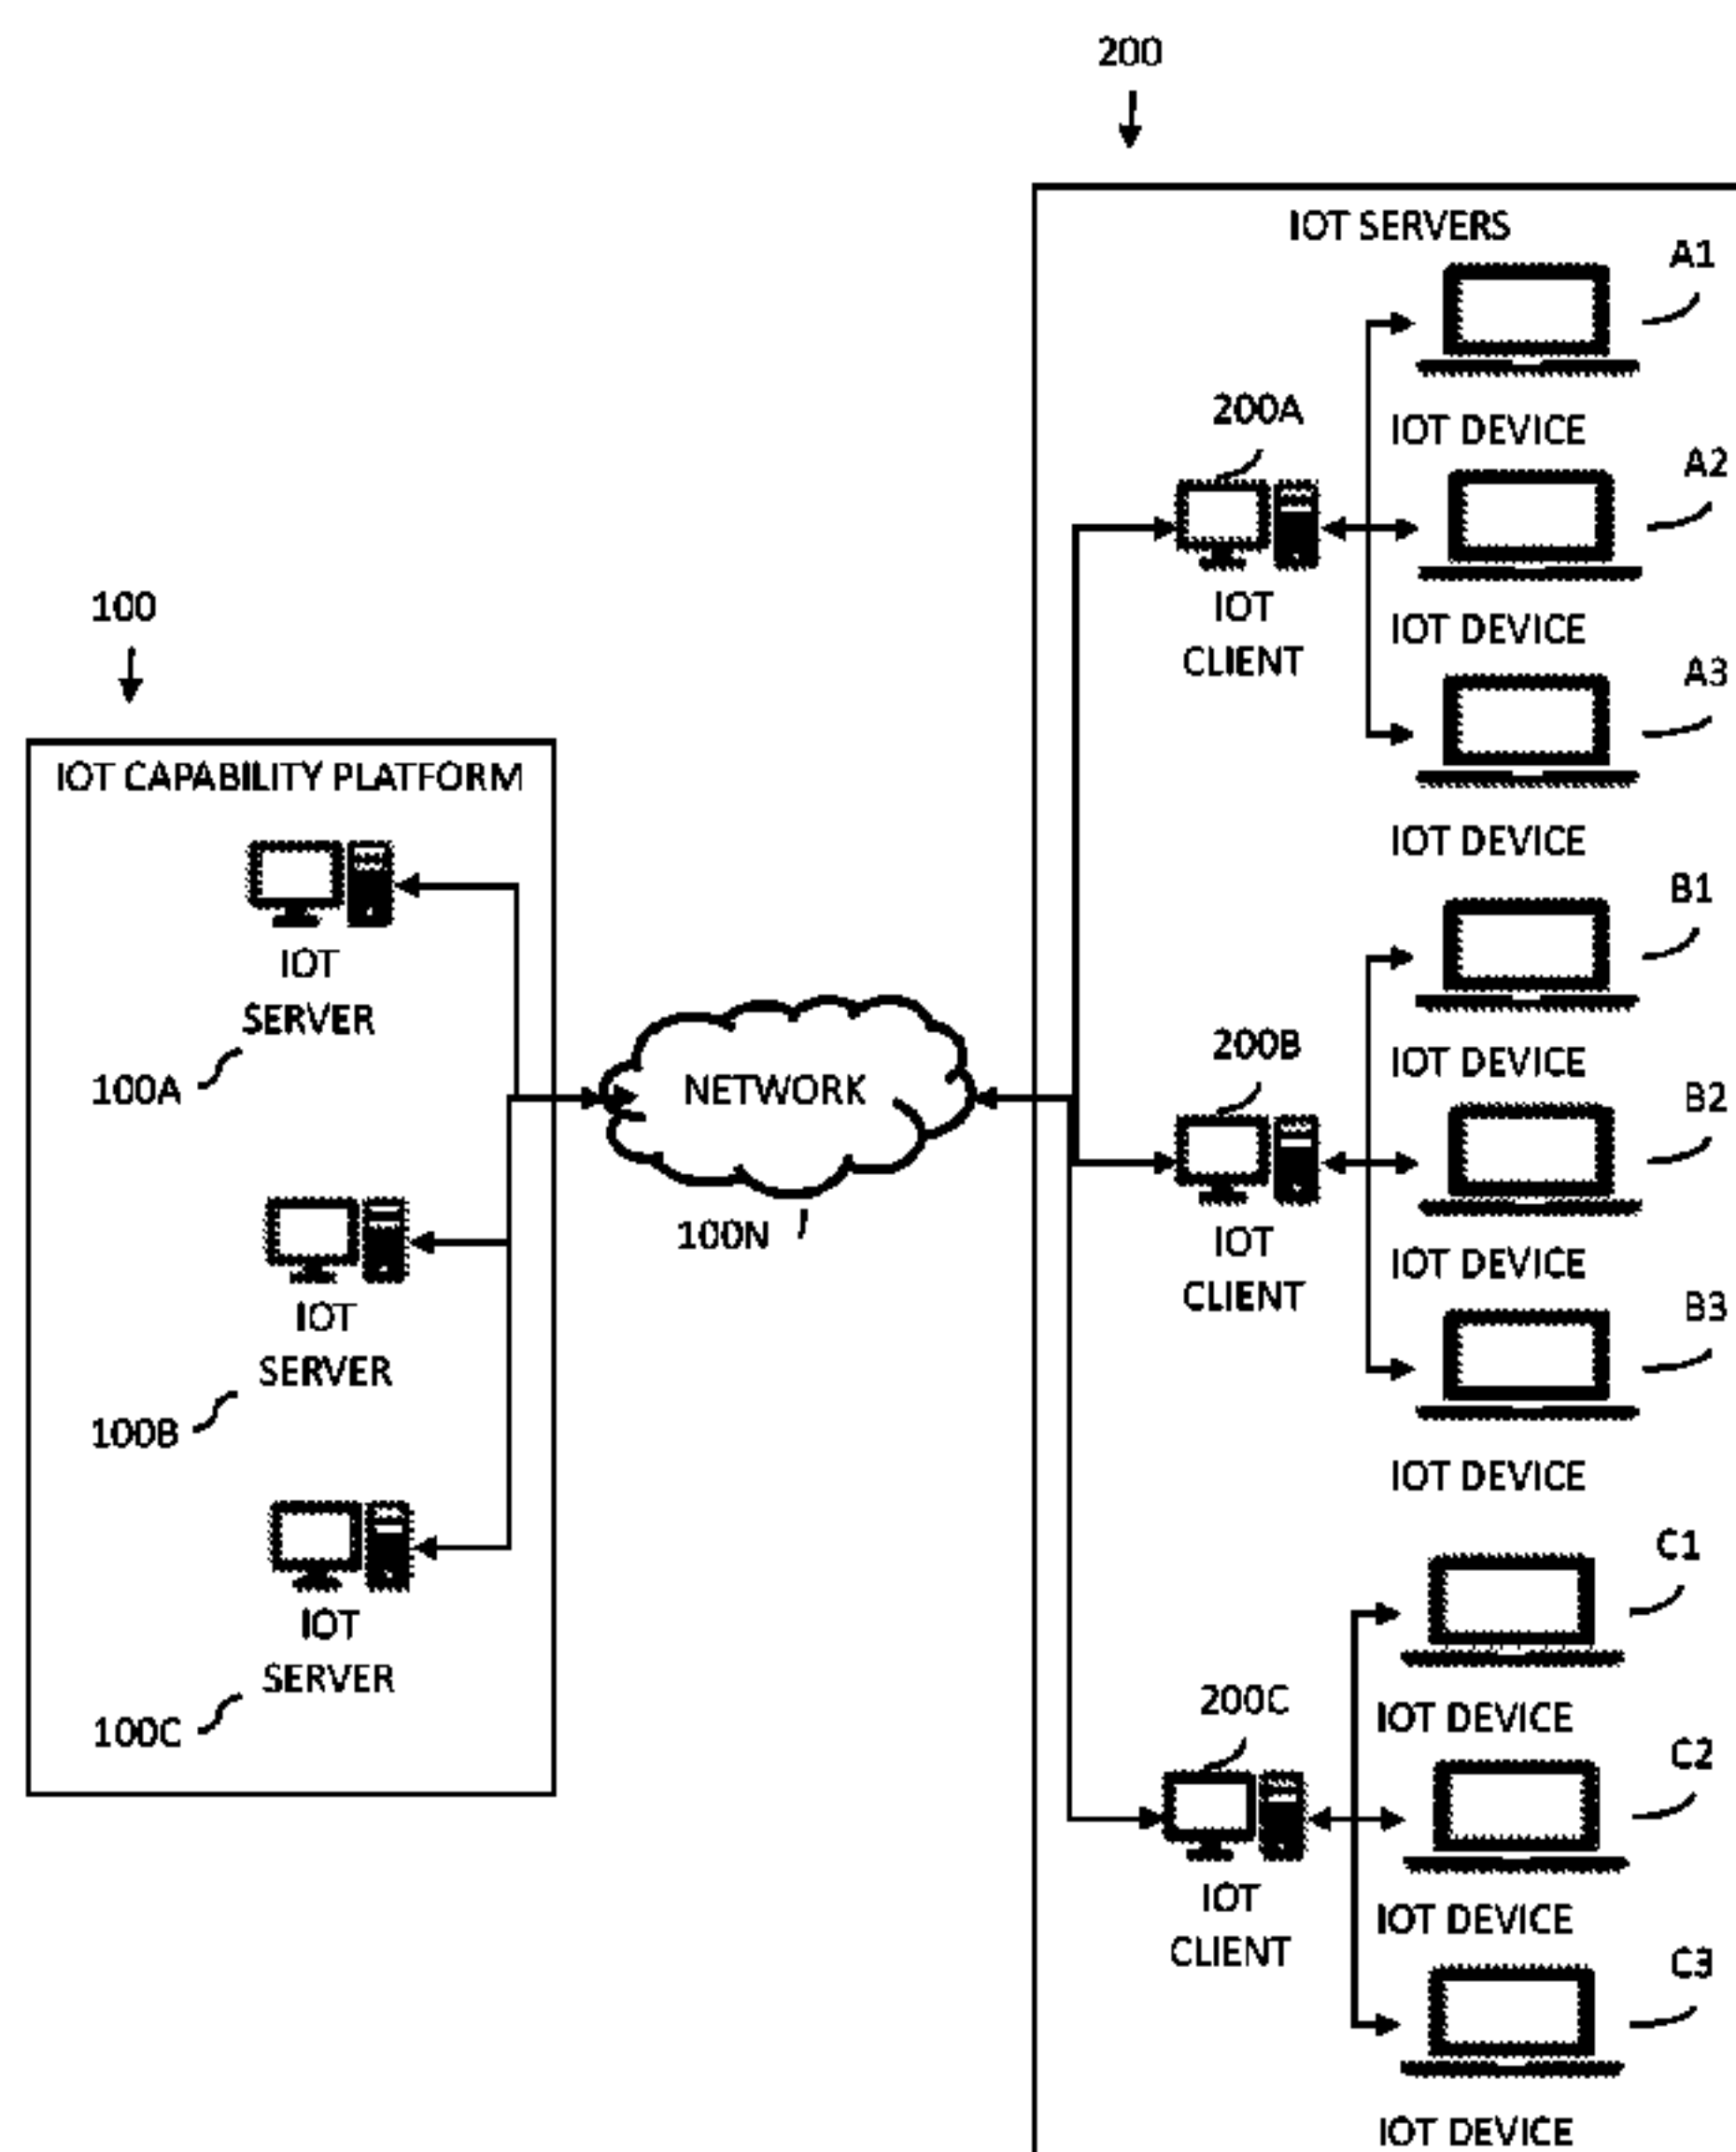 200
IOT SERVERS
A1
IOT DEVICE
200A
A2
IOT DEVICE
IOT
CLIENT
A3
IOT DEVICE
100
IOT CAPABILITY PLATFORM
IOT
SERVER
100A
IOT
SERVER
100B
IOT
SERVER
100C
NETWORK
100N
B1
IOT DEVICE
200B
B2
IOT DEVICE
IOT
CLIENT
B3
IOT DEVICE
C1
IOT DEVICE
200C
C2
IOT DEVICE
IOT
CLIENT
C3
IOT DEVICE